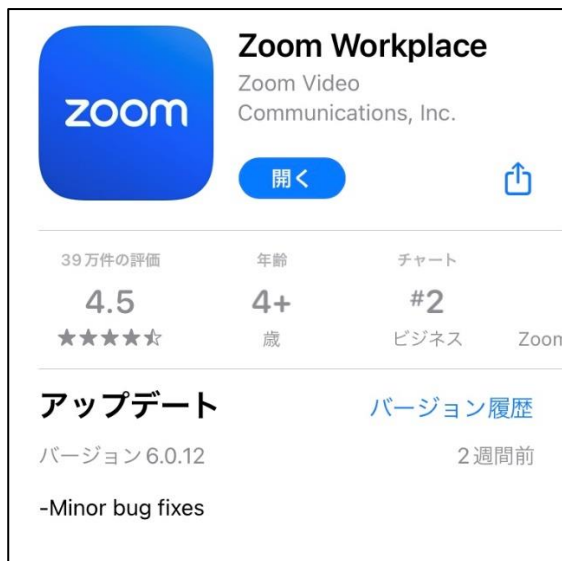 zoom
Zoom Workplace
Zoom Video
Communications, Inc.
開く
39万件の評価
年齢
チャート
4.5
4+
#2
★★★★⯪
歳
ビジネス
Zoom
アップデート
バージョン履歴
バージョン 6.0.12
2週間前
-Minor bug fixes